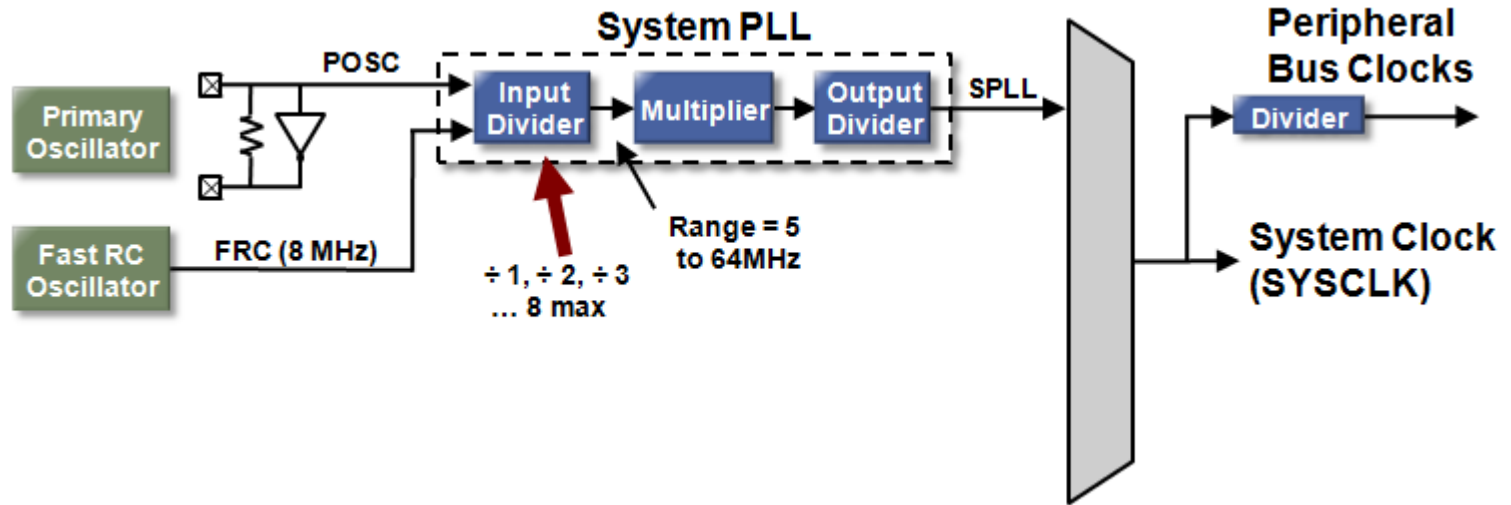 System PLL
Peripheral
Bus Clocks
POSC
Primary
Oscillator
Input
Divider
Multiplier
Output
Divider
SPLL
Divider
Fast RC
Oscillator
FRC (8 MHz)
Range = 5
to 64MHz
÷ 1, ÷ 2, ÷ 3
... 8 max
System Clock
(SYSCLK)